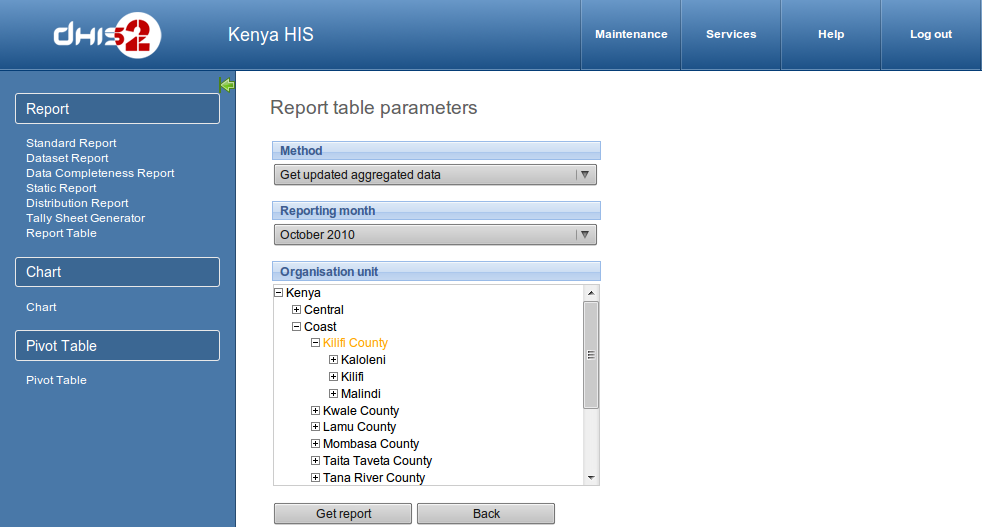 dhis2
Kenya HIS
Maintenance
Services
Help
Log out
Report
Standard Report
Dataset Report
Data Completeness Report
Static Report
Distribution Report
Tally Sheet Generator
Report Table
Chart
Chart
Pivot Table
Pivot Table
Report table parameters
Method
Get updated aggregated data
Reporting month
October 2010
Organisation unit
Kenya
Central
Coast
Kilifi County
Kaloleni
Kilifi
Malindi
Kwale County
Lamu County
Mombasa County
Taita Taveta County
Tana River County
Get report
Back